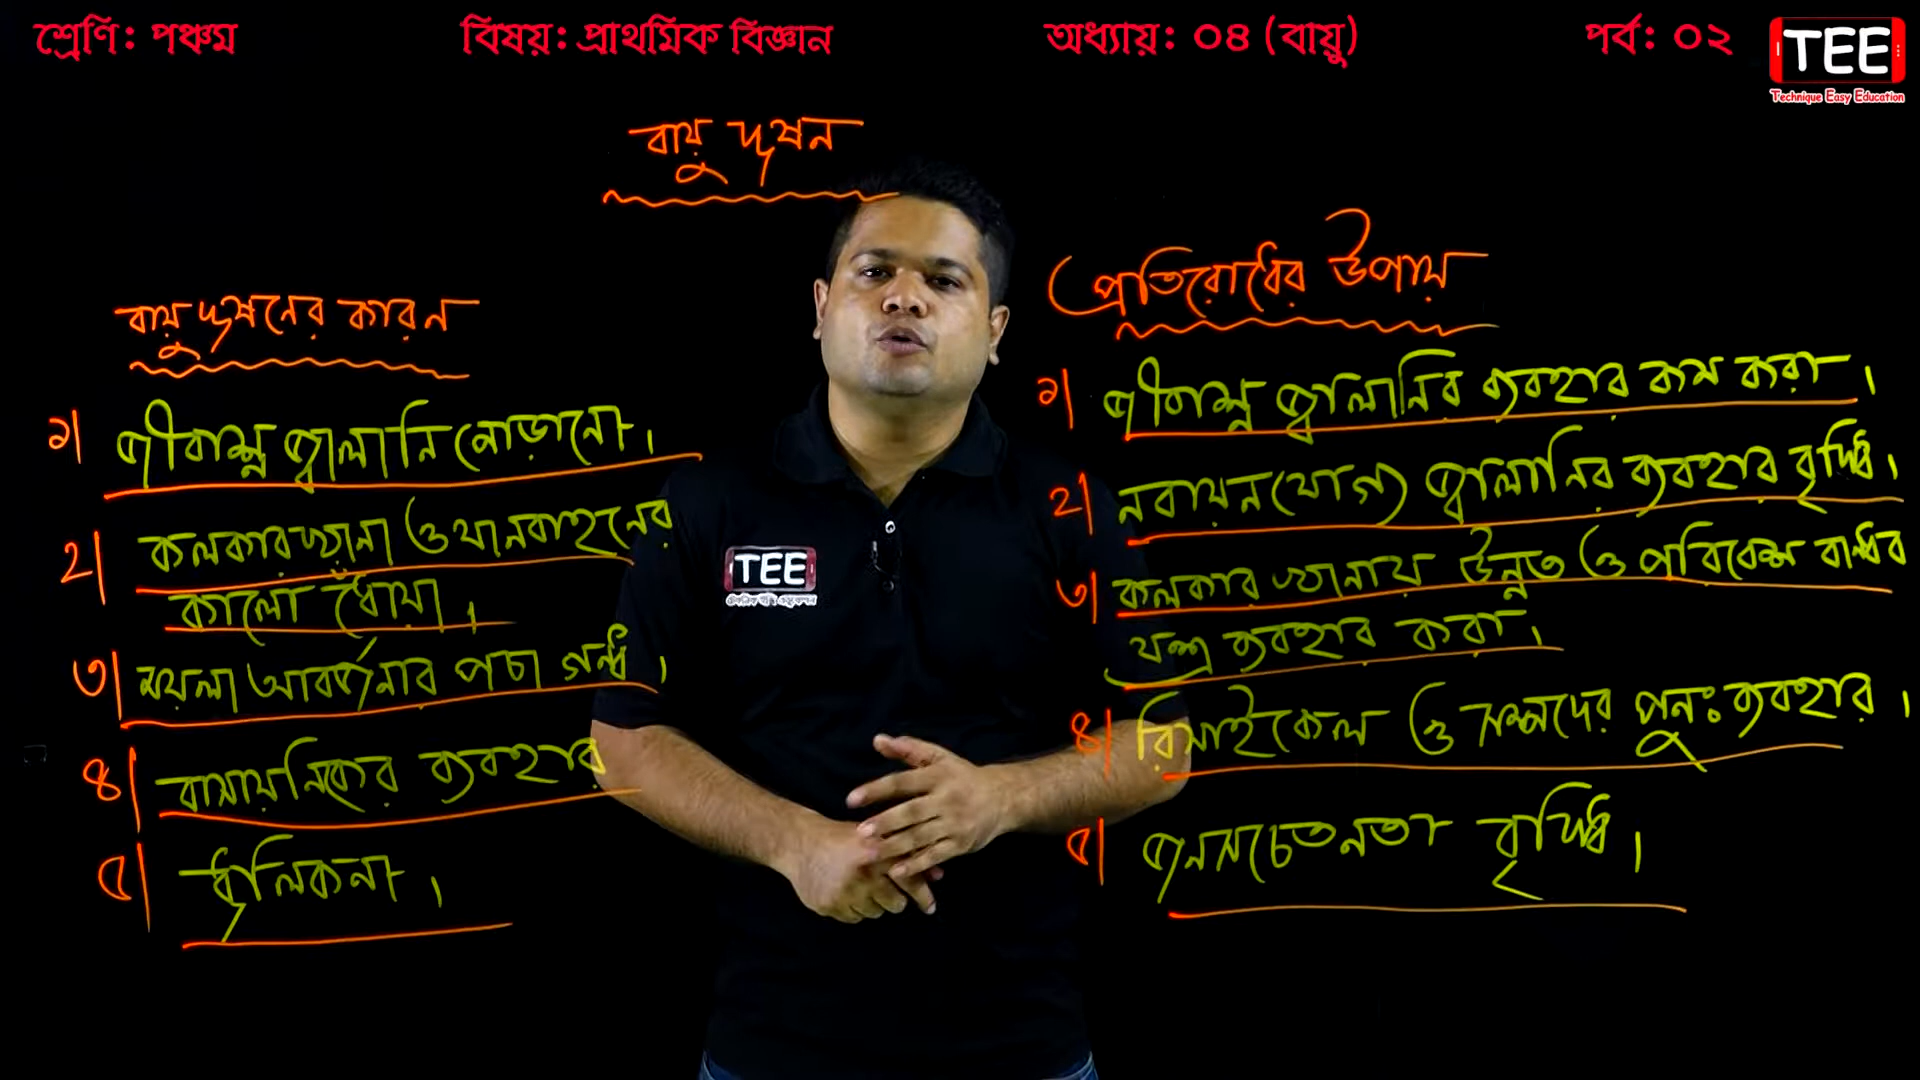 শ্রেণি: পঞ্চম বিষয়: প্রাথমিক বিজ্ঞান অধ্যায়: ০৪ (বায়ু) পর্ব: ০২
TEE
Technique Easy Education
বায়ু দূষন
বায়ু দূষনের কারন
১| জীবাশ্ম জ্বালানি পোড়ানো।
২| কলকারখানা ও যানবাহনের
কালো ধোঁয়া।
৩| ময়লা আবর্জনার পচা গন্ধ।
৪| রাসায়নিকের ব্যবহার
৫| ধূলিকনা।
TEE
প্রতিরোধের উপায়
১| জীবাশ্ম জ্বালানির ব্যবহার কম করা।
২| নবায়নযোগ্য জ্বালানির ব্যবহার বৃদ্ধি।
৩| কলকারখানায় উন্নত ও পরিবেশ বান্ধব
যন্ত্র ব্যবহার করা।
৪| রিসাইকেল ও সম্পদের পুনঃব্যবহার।
৫| জনসচেতনতা বৃদ্ধি।